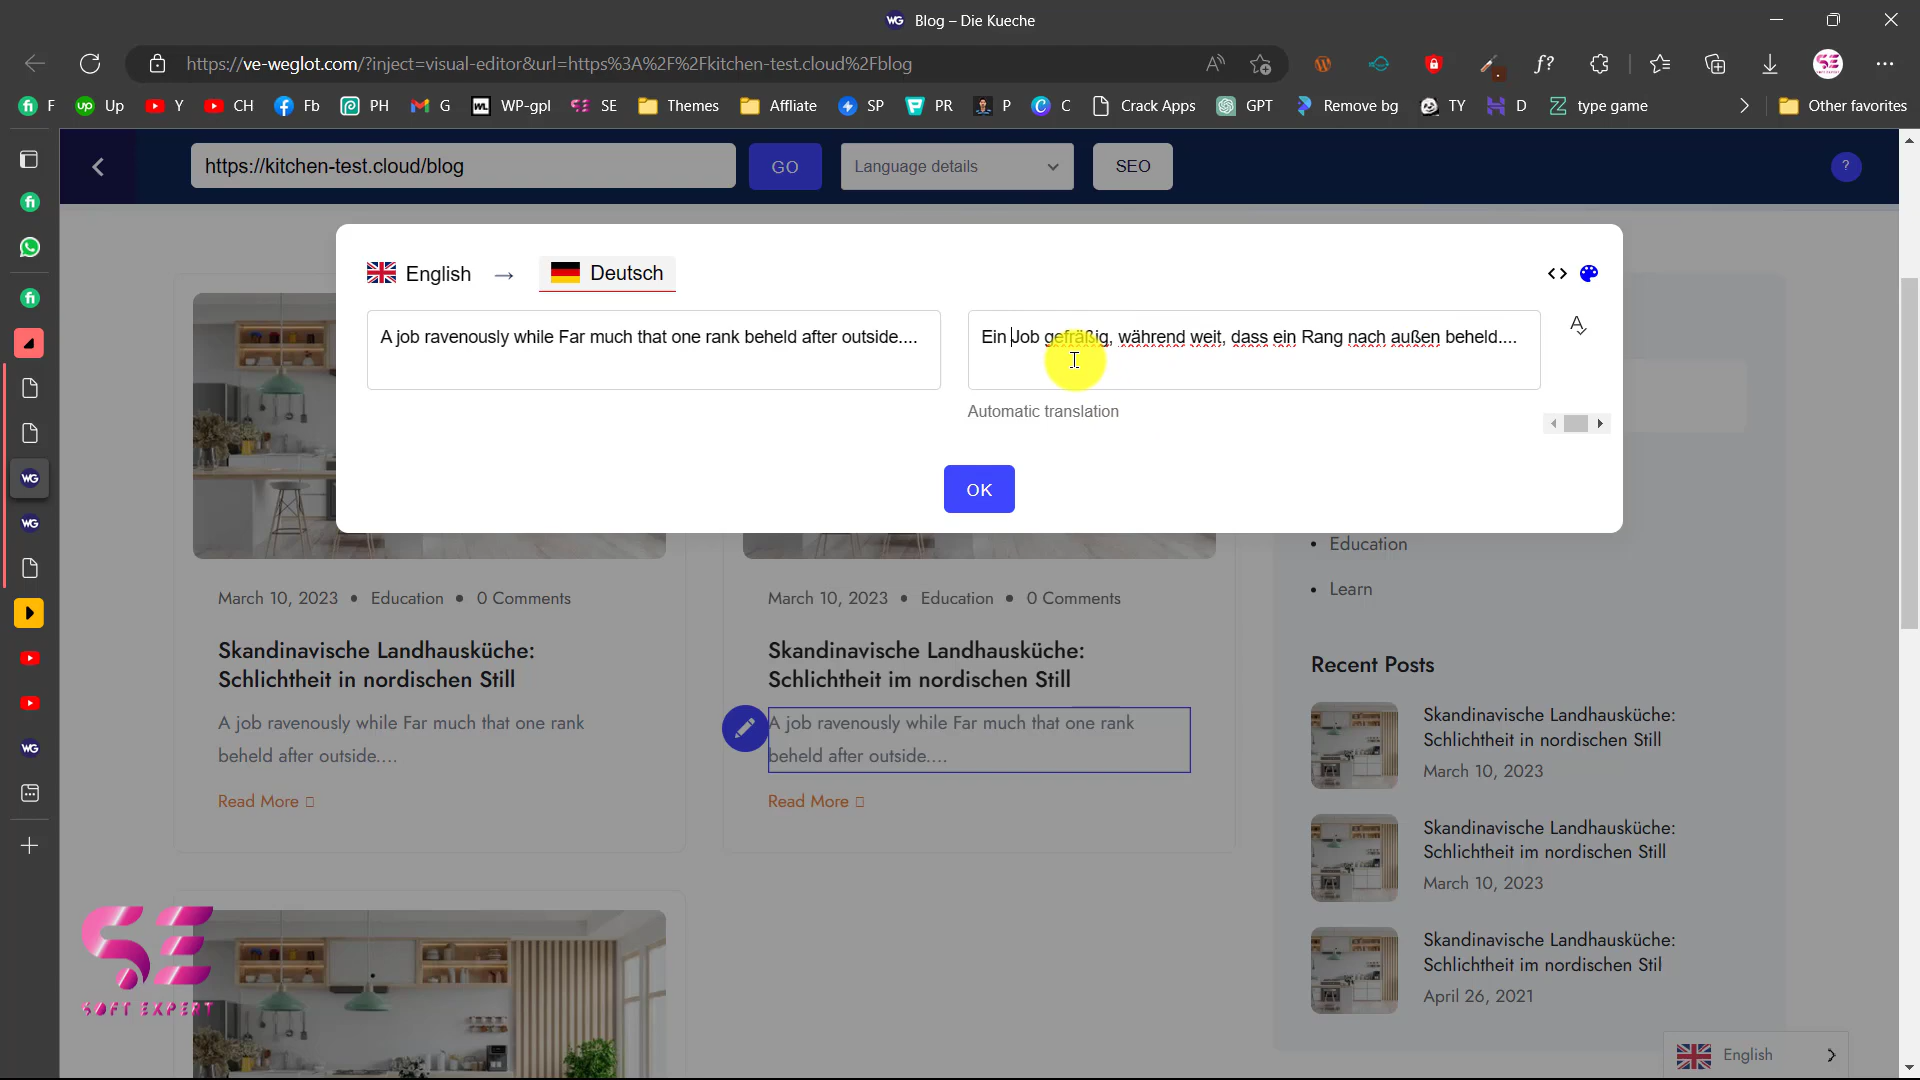 WG Blog – Die Kueche
https://ve-weglot.com/?inject=visual-editor&url=https%3A%2F%2Fkitchen-test.cloud%2Fblog
F Up Y CH Fb PH G WP-gpl SE Themes Affliate SP PR P C Crack Apps GPT Remove bg TY D type game Other favorites
https://kitchen-test.cloud/blog GO Language details SEO ?
English → Deutsch
A job ravenously while Far much that one rank beheld after outside....
Ein Job gefräßig, während weit, dass ein Rang nach außen beheld....
Automatic translation
OK
Education
Learn
March 10, 2023 • Education • 0 Comments
Skandinavische Landhausküche:
Schlichtheit in nordischen Still
A job ravenously while Far much that one rank
beheld after outside....
Read More
March 10, 2023 • Education • 0 Comments
Skandinavische Landhausküche:
Schlichtheit im nordischen Still
A job ravenously while Far much that one rank
beheld after outside....
Read More
Recent Posts
Skandinavische Landhausküche:
Schlichtheit in nordischen Still
March 10, 2023
Skandinavische Landhausküche:
Schlichtheit im nordischen Still
March 10, 2023
Skandinavische Landhausküche:
Schlichtheit im nordischen Stil
April 26, 2021
SE
SOFT EXPERT
English